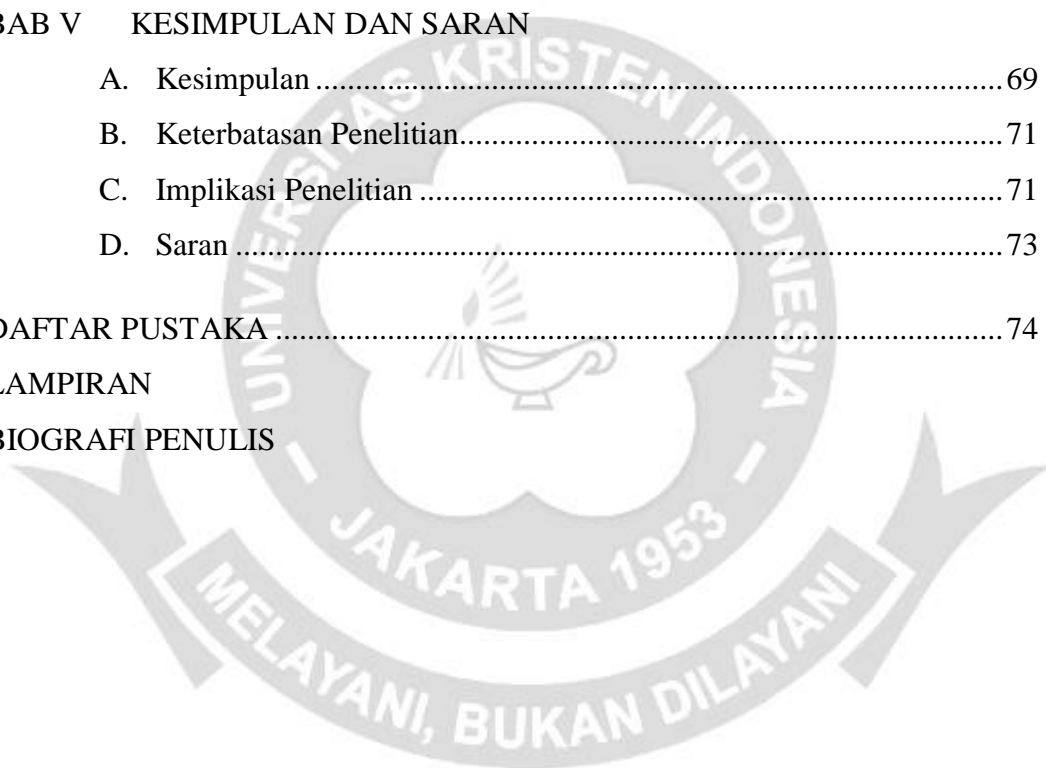 BAB V KESIMPULAN DAN SARAN
A. Kesimpulan ........................................................................................ 69
B. Keterbatasan Penelitian..................................................................... 71
C. Implikasi Penelitian .......................................................................... 71
D. Saran ................................................................................................. 73
DAFTAR PUSTAKA ............................................................................................ 74
LAMPIRAN
BIOGRAFI PENULIS
UNIVERSITAS KRISTEN INDONESIA
- JAKARTA 1953 -
MELAYANI, BUKAN DILAYANI